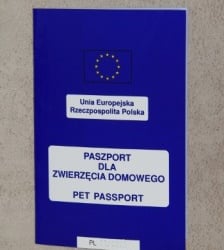 Unia Europejska
Rzeczpospolita Polska
PASZPORT
DLA
ZWIERZĘCIA DOMOWEGO
PET PASSPORT
PL